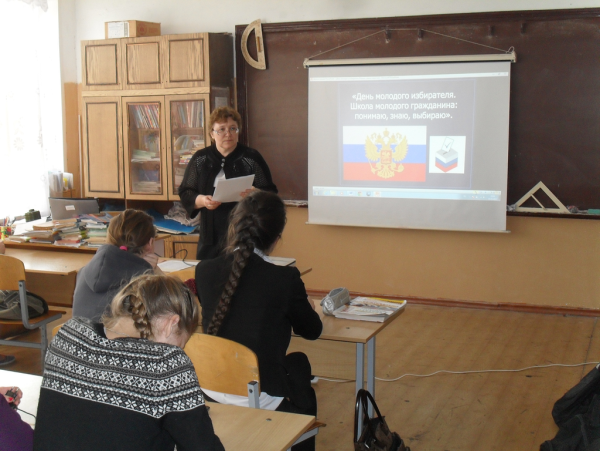 «День молодого избирателя.
Школа молодого гражданина:
понимаю, знаю, выбираю».